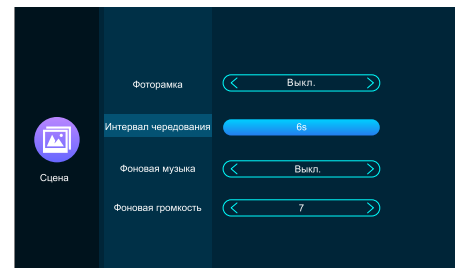 Фоторамка
Выкл.
Интервал чередования
6s
Сцена
Фоновая музыка
Выкл.
Фоновая громкость
7